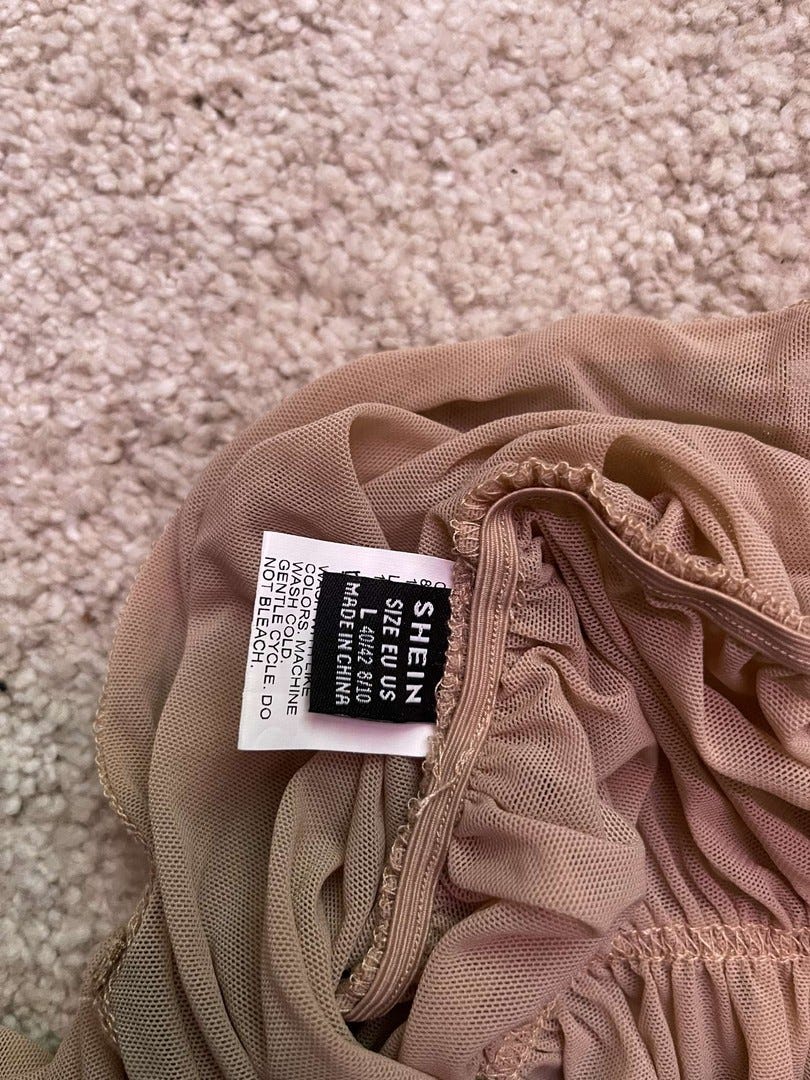 SHEIN
SIZE EU US
L 40/42 8/10
MADE IN CHINA
COLORS. MACHINE
WASH COLD.
GENTLE CYCLE. DO
NOT BLEACH.